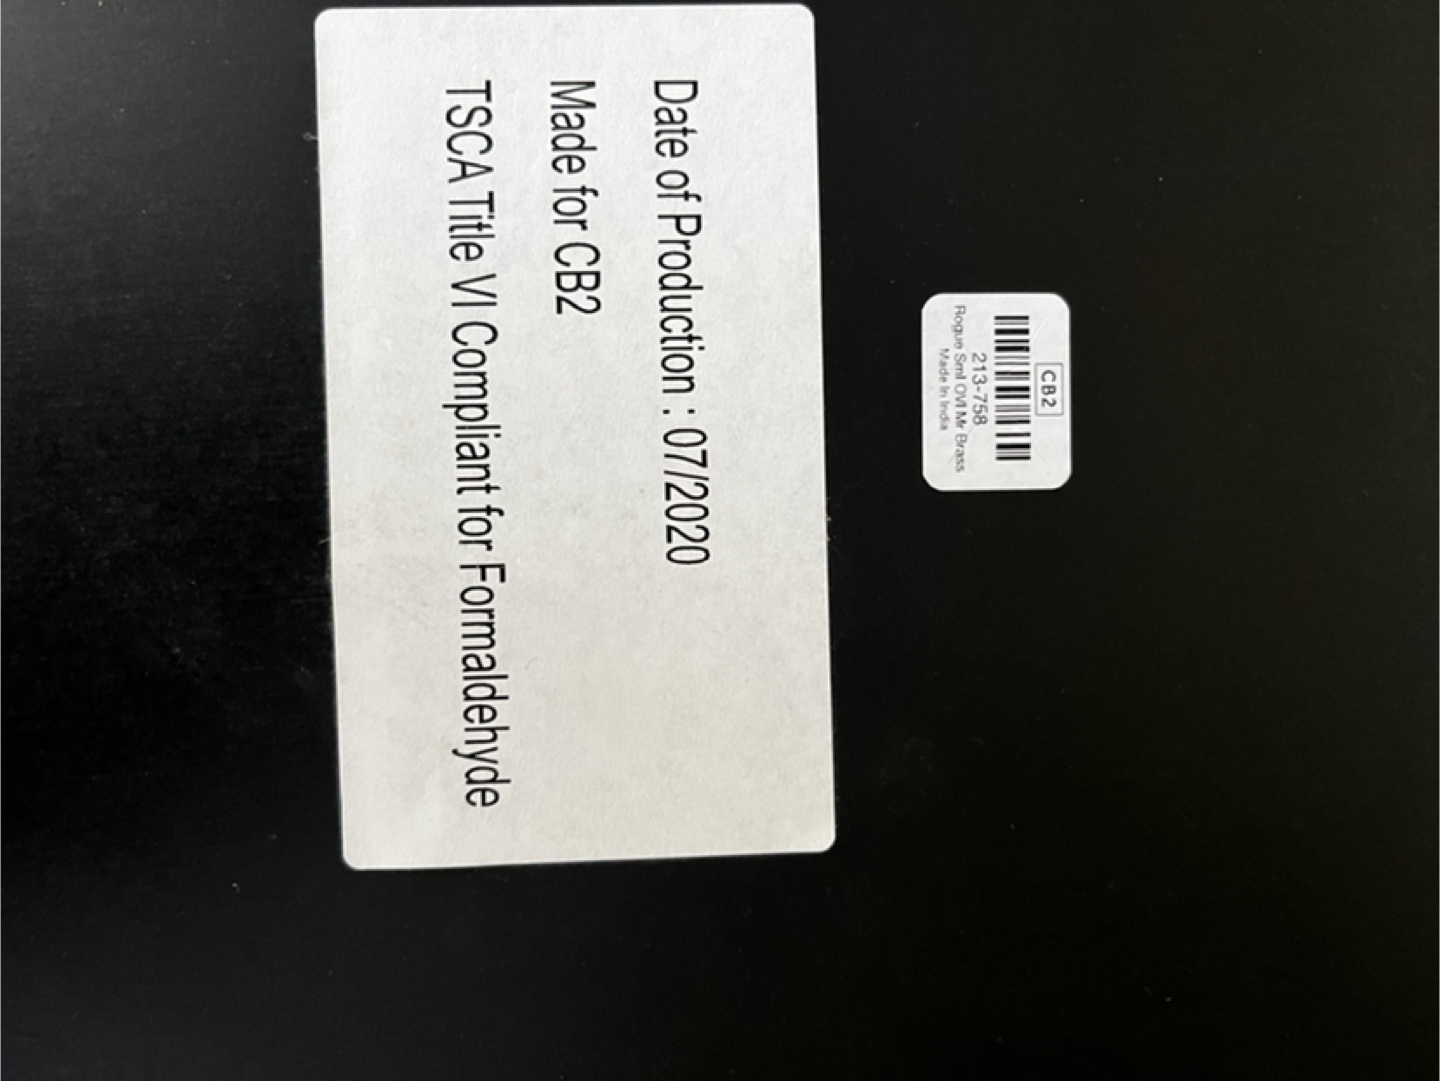 CB2
213-758
Rogue Sml OVl Mr Brass
Made In India
Date of Production : 07/2020
Made for CB2
TSCA Title VI Compliant for Formaldehyde